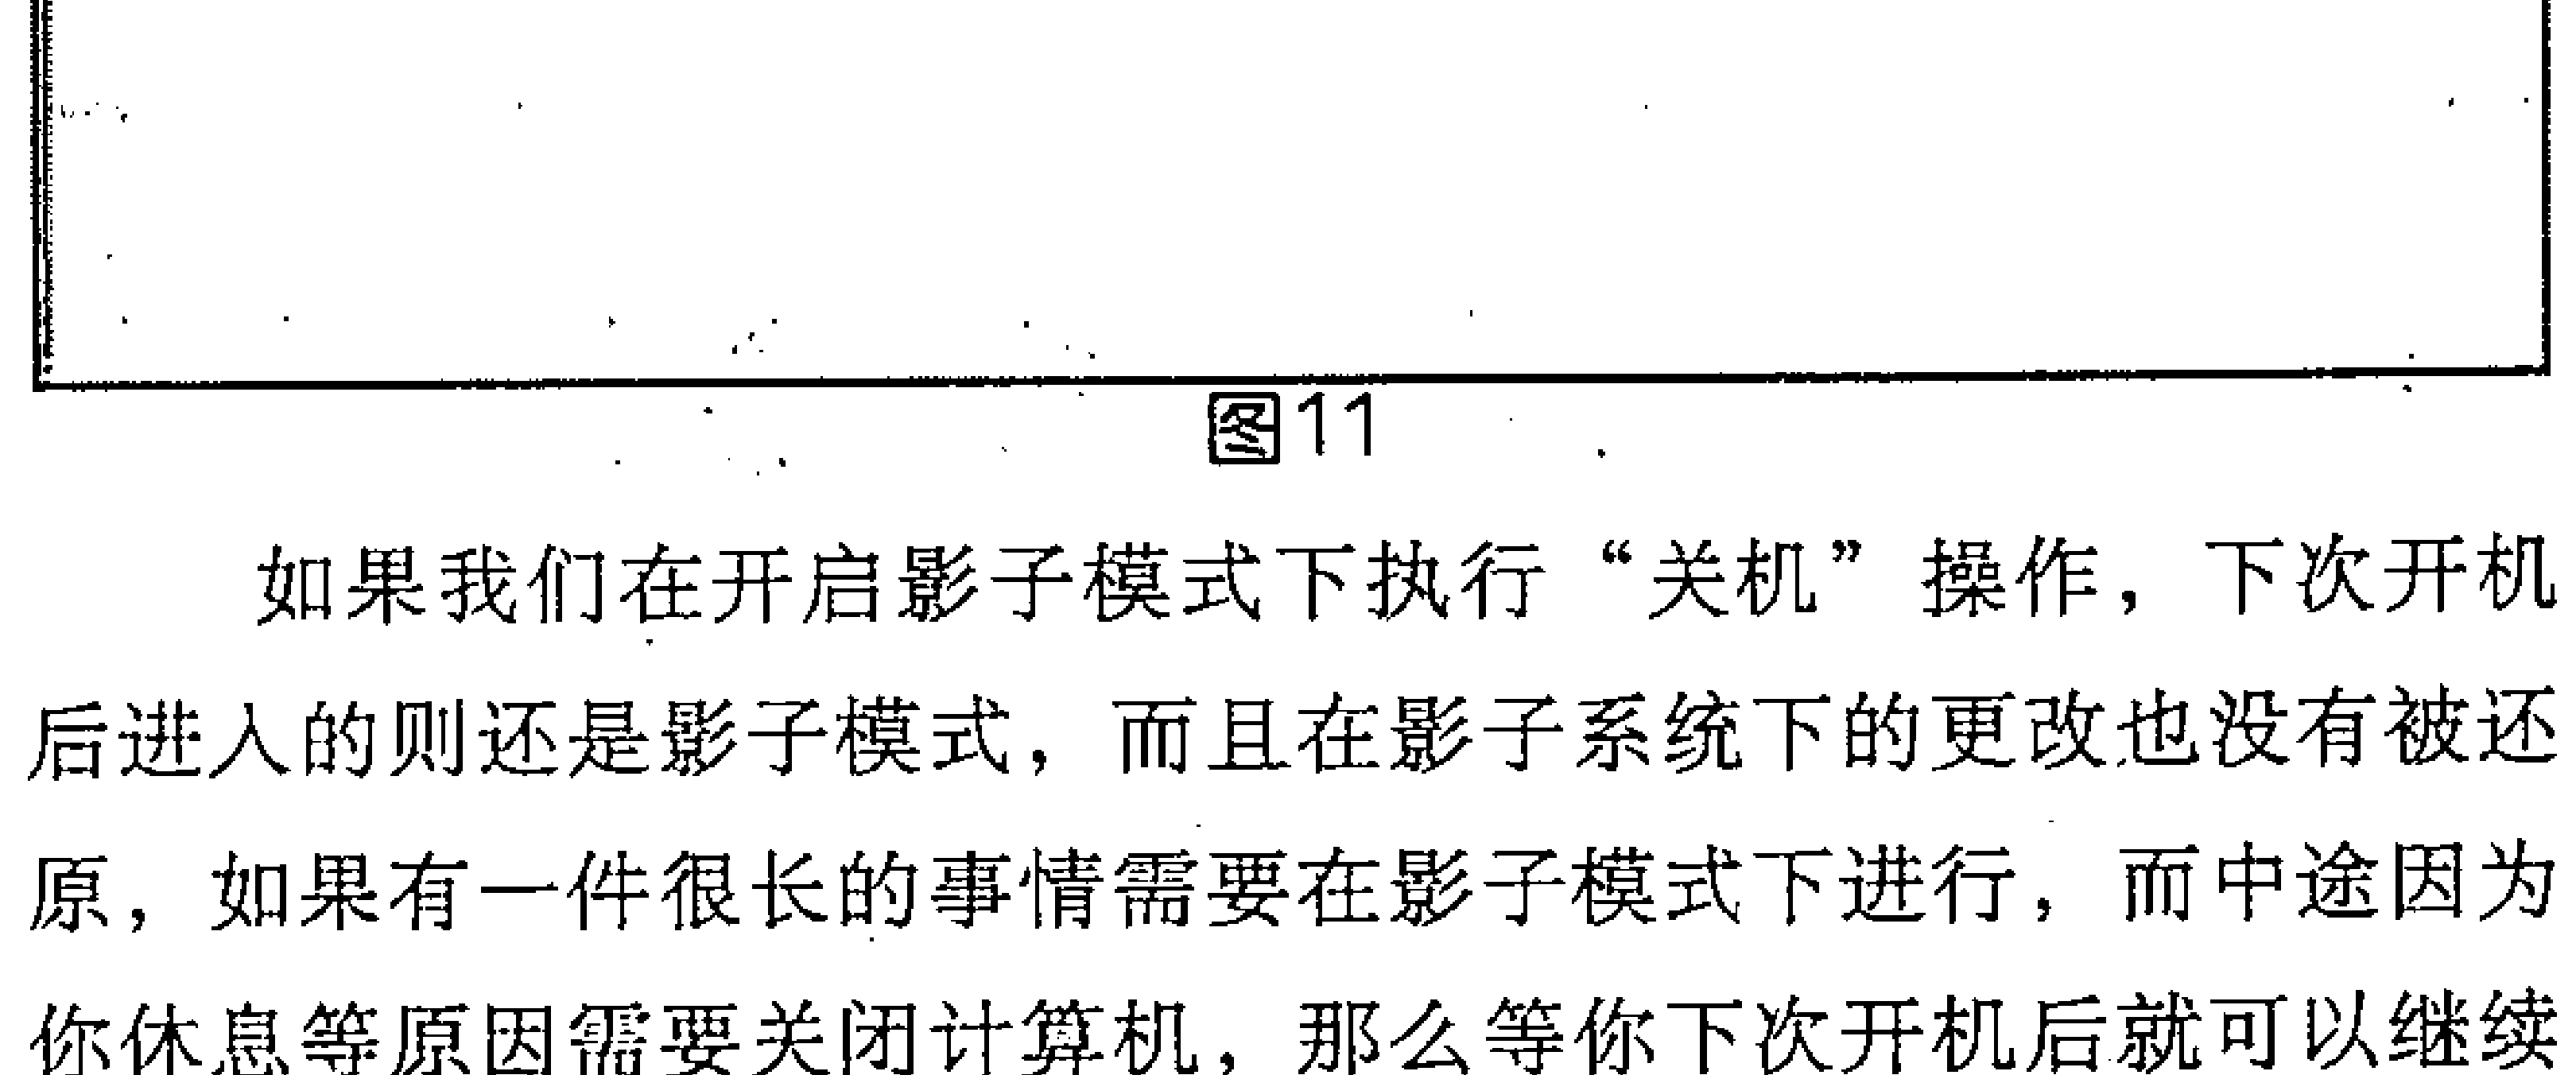 图11
如果我们在开启影子模式下执行“关机”操作，下次开机
后进入的则还是影子模式，而且在影子系统下的更改也没有被还
原，如果有一件很长的事情需要在影子模式下进行，而中途因为
你休息等原因需要关闭计算机，那么等你下次开机后就可以继续